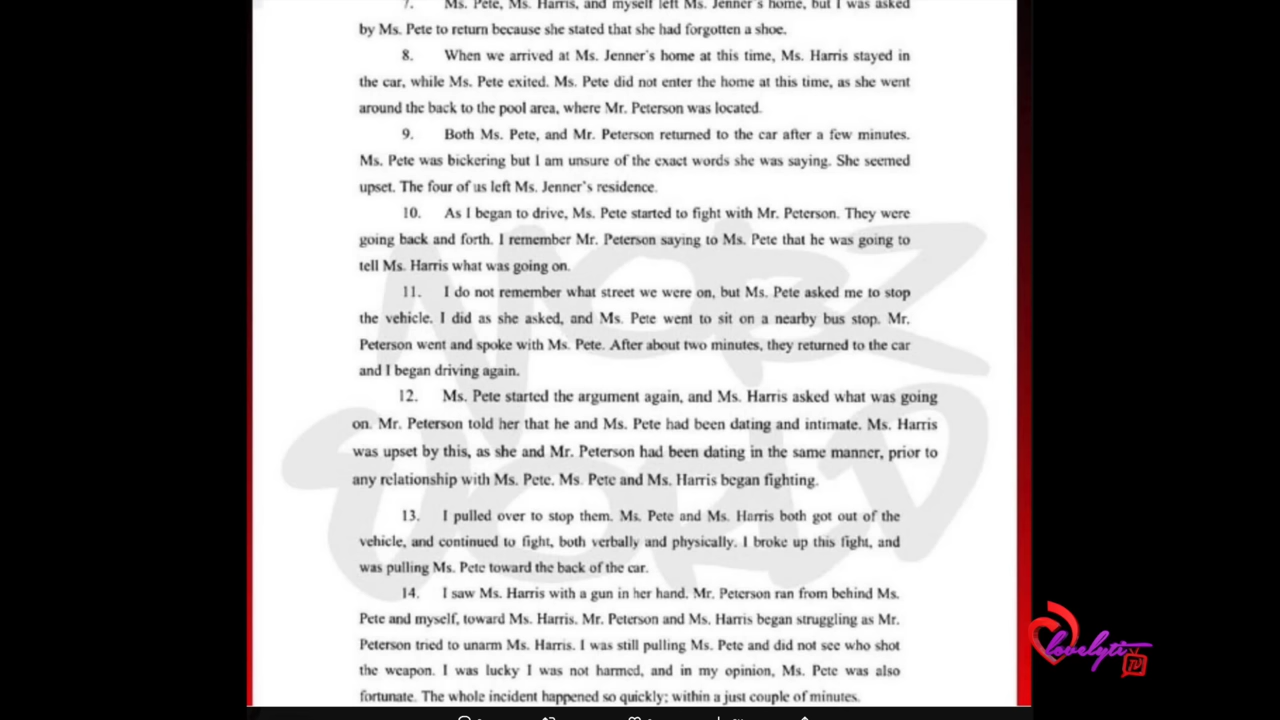 7. Ms. Pete, Ms. Harris, and myself left Ms. Jenner's home, but I was asked
by Ms. Pete to return because she stated that she had forgotten a shoe.
8. When we arrived at Ms. Jenner's home at this time, Ms. Harris stayed in
the car, while Ms. Pete exited. Ms. Pete did not enter the home at this time, as she went
around the back to the pool area, where Mr. Peterson was located.
9. Both Ms. Pete, and Mr. Peterson returned to the car after a few minutes.
Ms. Pete was bickering but I am unsure of the exact words she was saying. She seemed
upset. The four of us left Ms. Jenner's residence.
10. As I began to drive, Ms. Pete started to fight with Mr. Peterson. They were
going back and forth. I remember Mr. Peterson saying to Ms. Pete that he was going to
tell Ms. Harris what was going on.
11. I do not remember what street we were on, but Ms. Pete asked me to stop
the vehicle. I did as she asked, and Ms. Pete went to sit on a nearby bus stop. Mr.
Peterson went and spoke with Ms. Pete. After about two minutes, they returned to the car
and I began driving again.
12. Ms. Pete started the argument again, and Ms. Harris asked what was going
on. Mr. Peterson told her that he and Ms. Pete had been dating and intimate. Ms. Harris
was upset by this, as she and Mr. Peterson had been dating in the same manner, prior to
any relationship with Ms. Pete. Ms. Pete and Ms. Harris began fighting.
13. I pulled over to stop them. Ms. Pete and Ms. Harris both got out of the
vehicle, and continued to fight, both verbally and physically. I broke up this fight, and
was pulling Ms. Pete toward the back of the car.
14. I saw Ms. Harris with a gun in her hand. Mr. Peterson ran from behind Ms.
Pete and myself, toward Ms. Harris. Mr. Peterson and Ms. Harris began struggling as Mr.
Peterson tried to unarm Ms. Harris. I was still pulling Ms. Pete and did not see who shot
the weapon. I was lucky I was not harmed, and in my opinion, Ms. Pete was also
fortunate. The whole incident happened so quickly; within a just couple of minutes.
lovelyti
TV